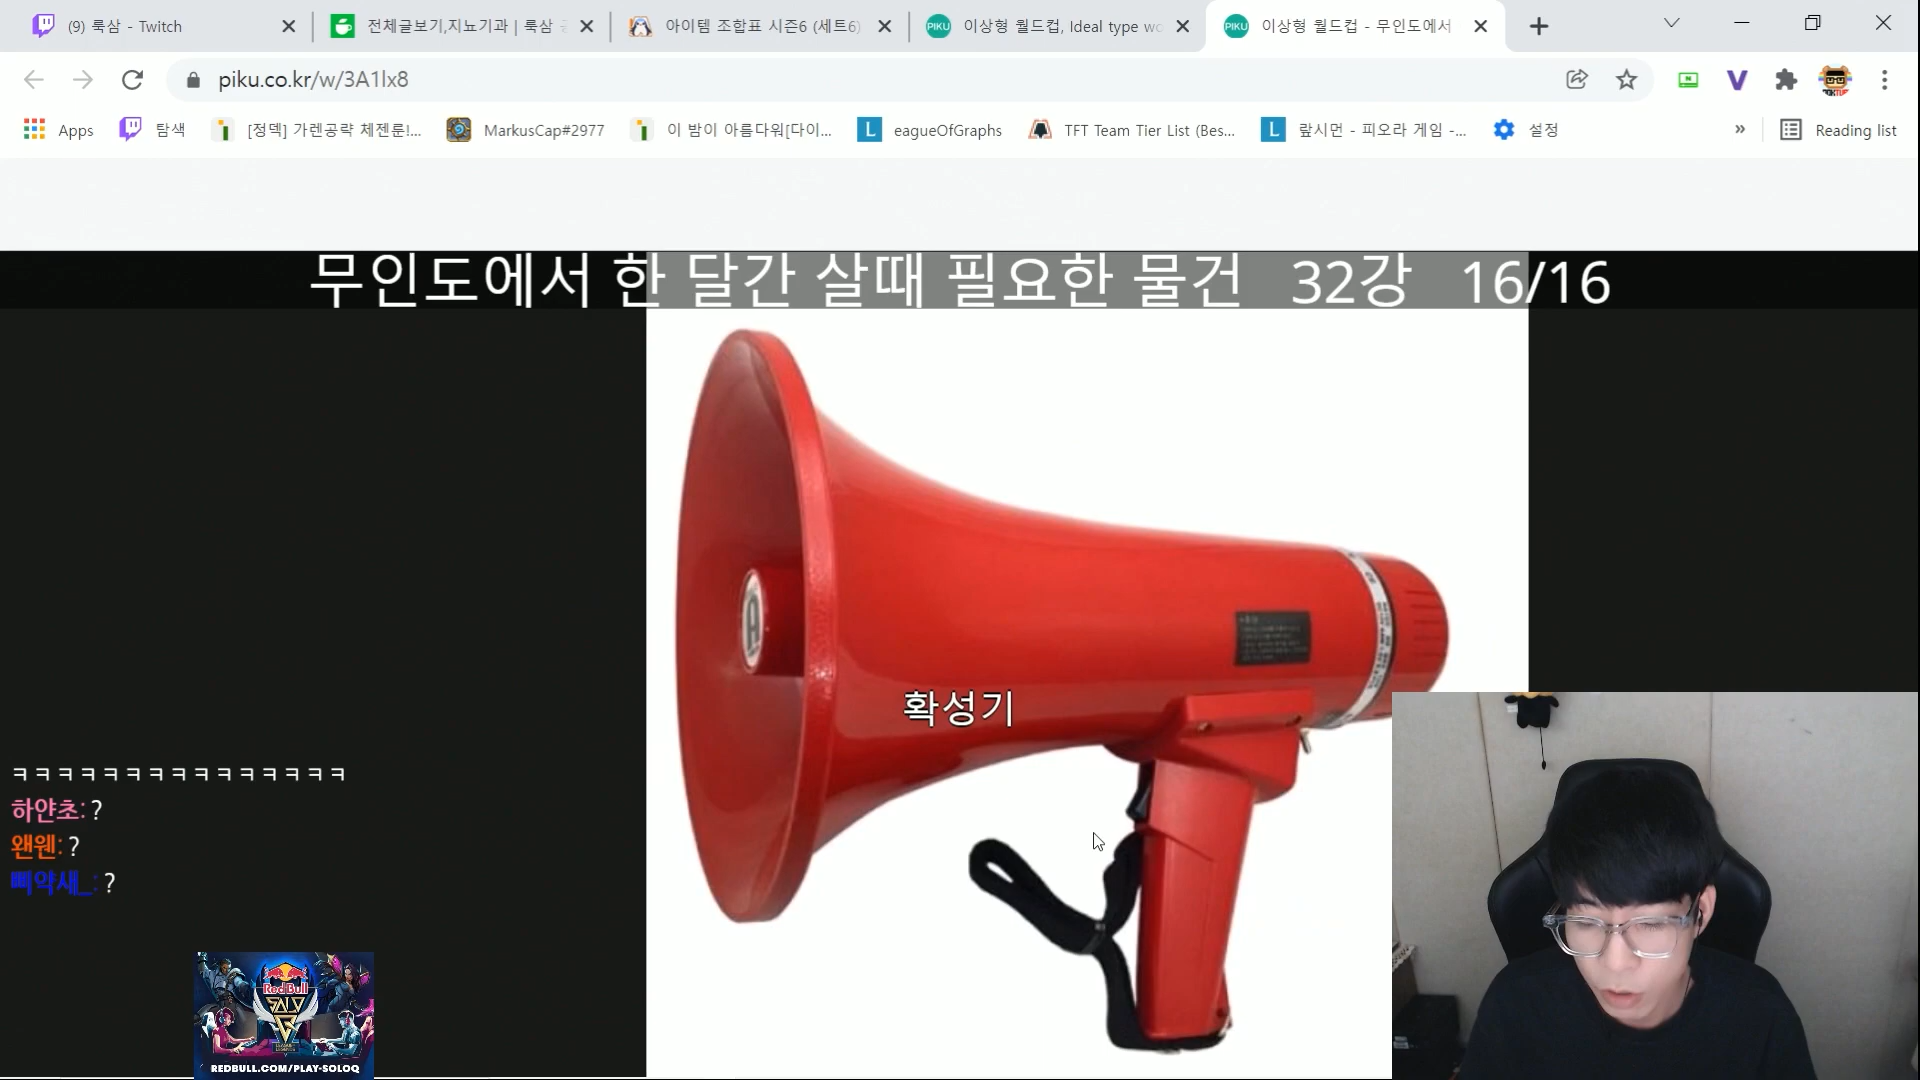 (9) 룩삼 - Twitch
전체글보기,지뇨기과 | 룩삼 공
아이템 조합표 시즌6 (세트6)
PIKU
이상형 월드컵, Ideal type wo
PIKU
이상형 월드컵 - 무인도에서
piku.co.kr/w/3A1lx8
Apps
탐색
[정덱] 가렌공략 체젠룬!...
MarkusCap#2977
이 밤이 아름다워[다이...
L
eagueOfGraphs
TFT Team Tier List (Bes...
L
랖시먼 - 피오라 게임 -...
설정
»
Reading list
무인도에서 한 달간 살때 필요한 물건 32강 16/16
A
확성기
ㅋㅋㅋㅋㅋㅋㅋㅋㅋㅋㅋㅋㅋㅋㅋ
하얀초: ?
왠웬: ?
삐약새_: ?
Red Bull
SOLO
Q
REDBULL.COM/PLAY-SOLOQ